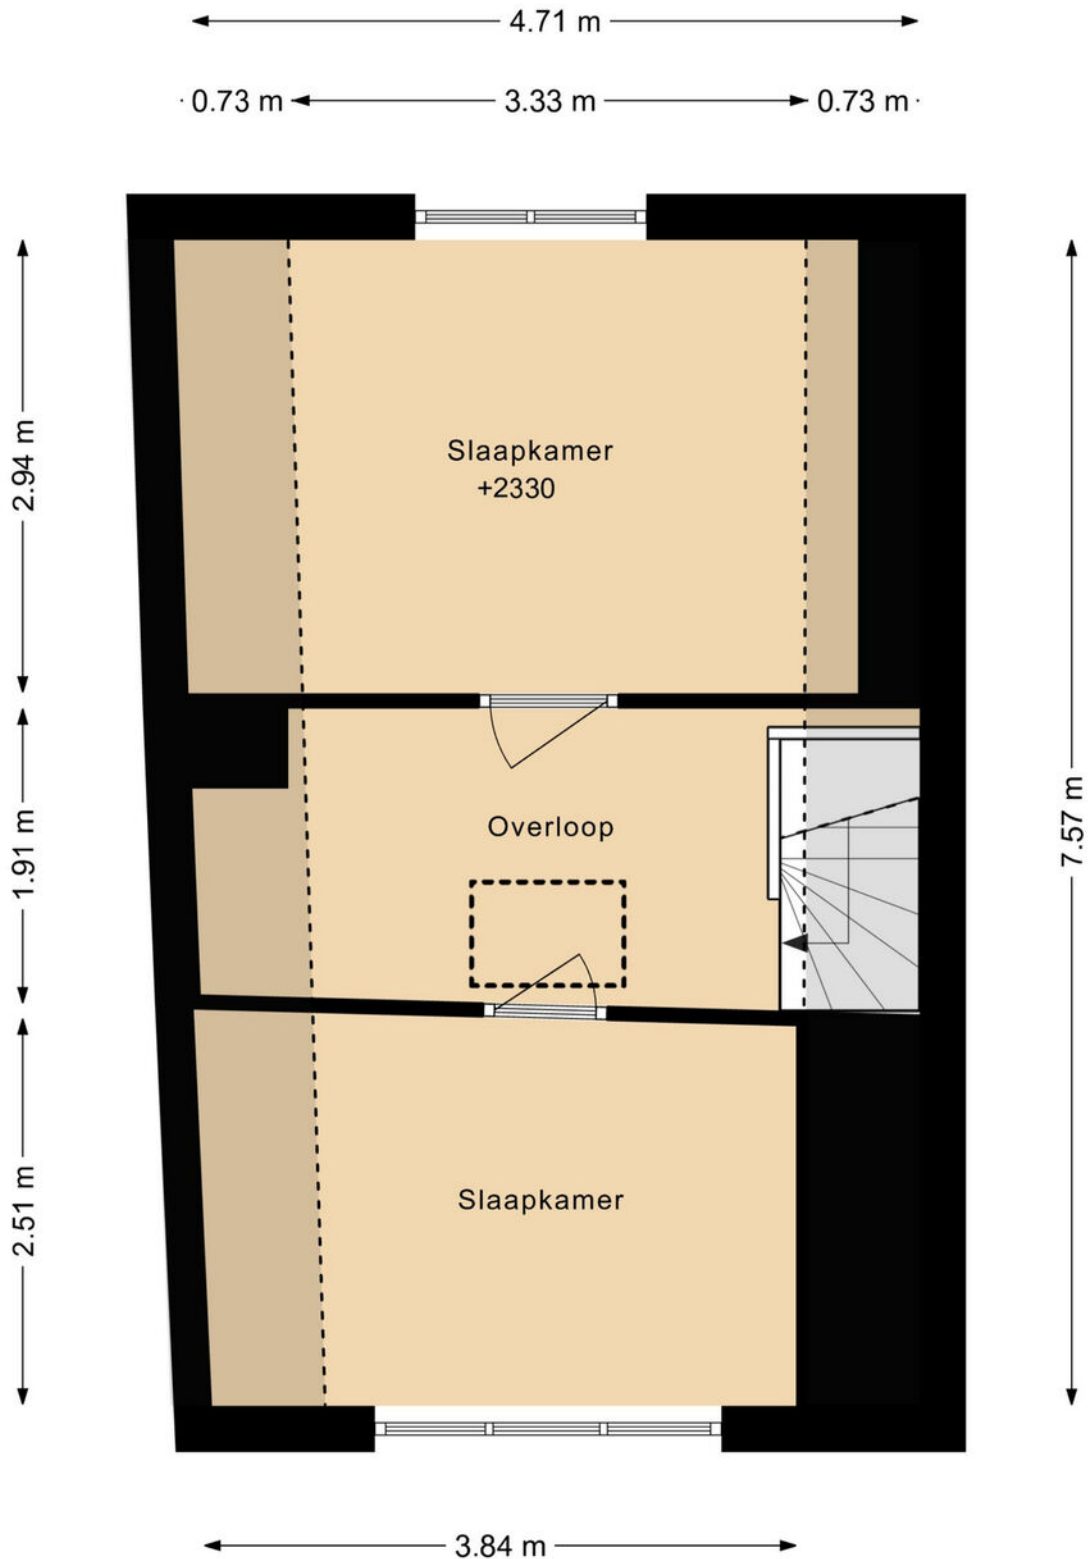 4.71 m
0.73 m
3.33 m
0.73 m
2.94 m
Slaapkamer
+2330
7.57 m
1.91 m
Overloop
2.51 m
Slaapkamer
3.84 m